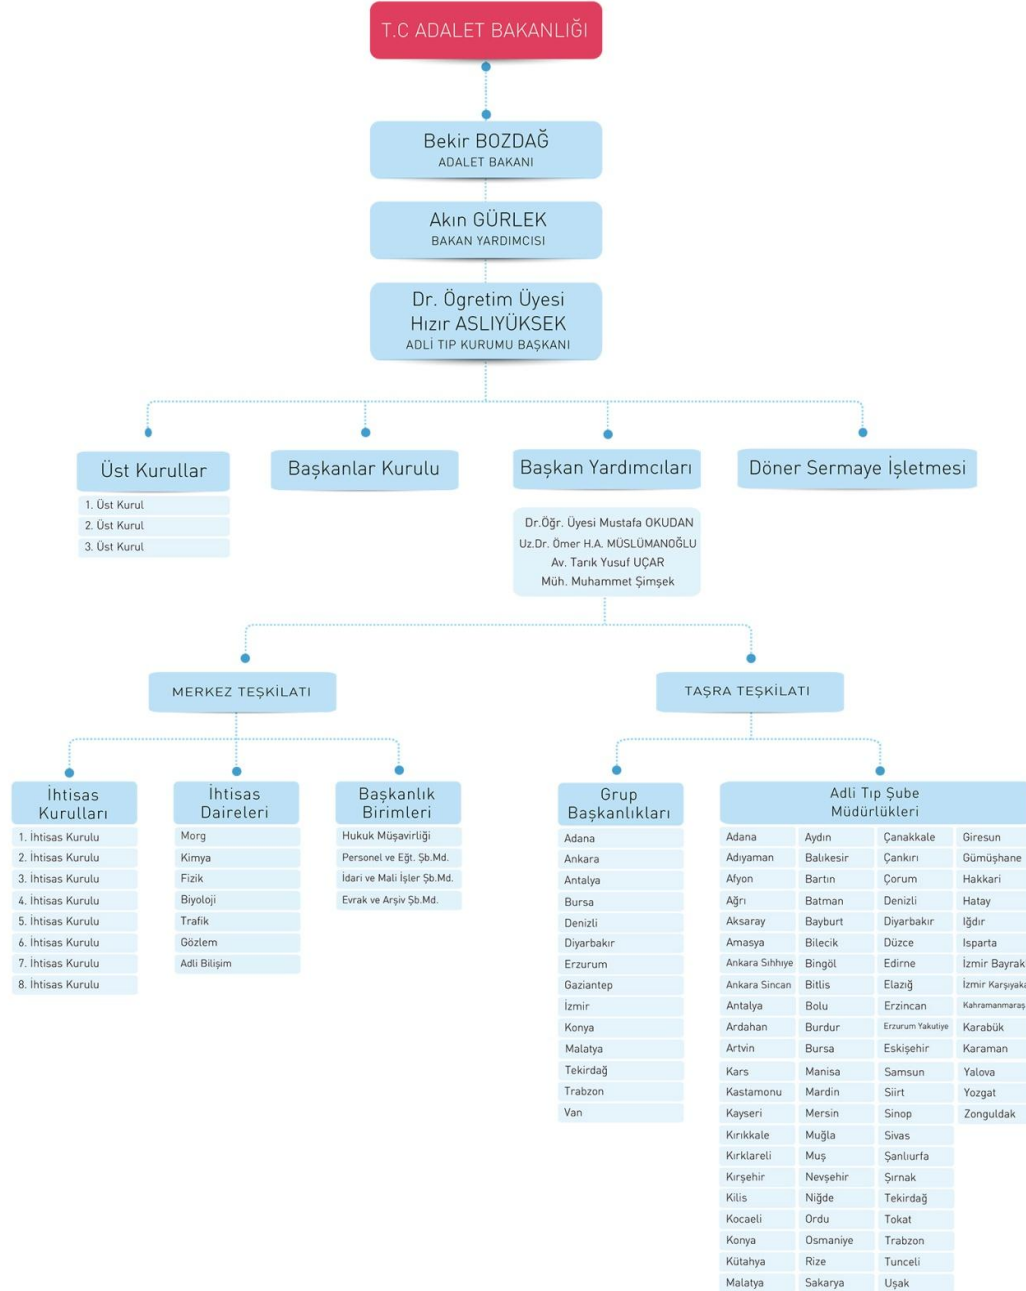 T.C ADALET BAKANLIĞI
Bekir BOZDAĞ
ADALET BAKANI
Akın GÜRLEK
BAKAN YARDIMCISI
Dr. Ögretim Üyesi
Hızır ASLIYÜKSEK
ADLİ TIP KURUMU BAŞKANI
Üst Kurullar
1. Üst Kurul
2. Üst Kurul
3. Üst Kurul
Başkanlar Kurulu
Başkan Yardımcıları
Dr.Öğr. Üyesi Mustafa OKUDAN
Uz.Dr. Ömer H.A. MÜSLÜMANOĞLU
Av. Tarık Yusuf UÇAR
Müh. Muhammet Şimşek
Döner Sermaye İşletmesi
MERKEZ TEŞKİLATI
İhtisas
Kurulları
1. İhtisas Kurulu
2. İhtisas Kurulu
3. İhtisas Kurulu
4. İhtisas Kurulu
5. İhtisas Kurulu
6. İhtisas Kurulu
7. İhtisas Kurulu
8. İhtisas Kurulu
İhtisas
Daireleri
Morg
Kimya
Fizik
Biyoloji
Trafik
Gözlem
Adli Bilişim
Başkanlık
Birimleri
Hukuk Müşavirliği
Personel ve Eğt. Şb.Md.
İdari ve Mali İşler Şb.Md.
Evrak ve Arşiv Şb.Md.
TAŞRA TEŞKİLATI
Grup
Başkanlıkları
Adana
Ankara
Antalya
Bursa
Denizli
Diyarbakır
Erzurum
Gaziantep
İzmir
Konya
Malatya
Tekirdağ
Trabzon
Van
Adli Tıp Şube
Müdürlükleri
Adana
Adıyaman
Afyon
Ağrı
Aksaray
Amasya
Ankara Sıhhıye
Ankara Sincan
Antalya
Ardahan
Artvin
Kars
Kastamonu
Kayseri
Kırıkkale
Kırklareli
Kırşehir
Kilis
Kocaeli
Konya
Kütahya
Malatya
Aydın
Balıkesir
Bartın
Batman
Bayburt
Bilecik
Bingöl
Bitlis
Bolu
Burdur
Bursa
Manisa
Mardin
Mersin
Muğla
Muş
Nevşehir
Niğde
Ordu
Osmaniye
Rize
Sakarya
Çanakkale
Çankırı
Çorum
Denizli
Diyarbakır
Düzce
Edirne
Elazığ
Erzincan
Erzurum Yakutiye
Eskişehir
Samsun
Siirt
Sinop
Sivas
Şanlıurfa
Şırnak
Tekirdağ
Tokat
Trabzon
Tunceli
Uşak
Giresun
Gümüşhane
Hakkari
Hatay
Iğdır
Isparta
İzmir Bayrak
İzmir Karşıyaka
Kahramanmaraş
Karabük
Karaman
Yalova
Yozgat
Zonguldak